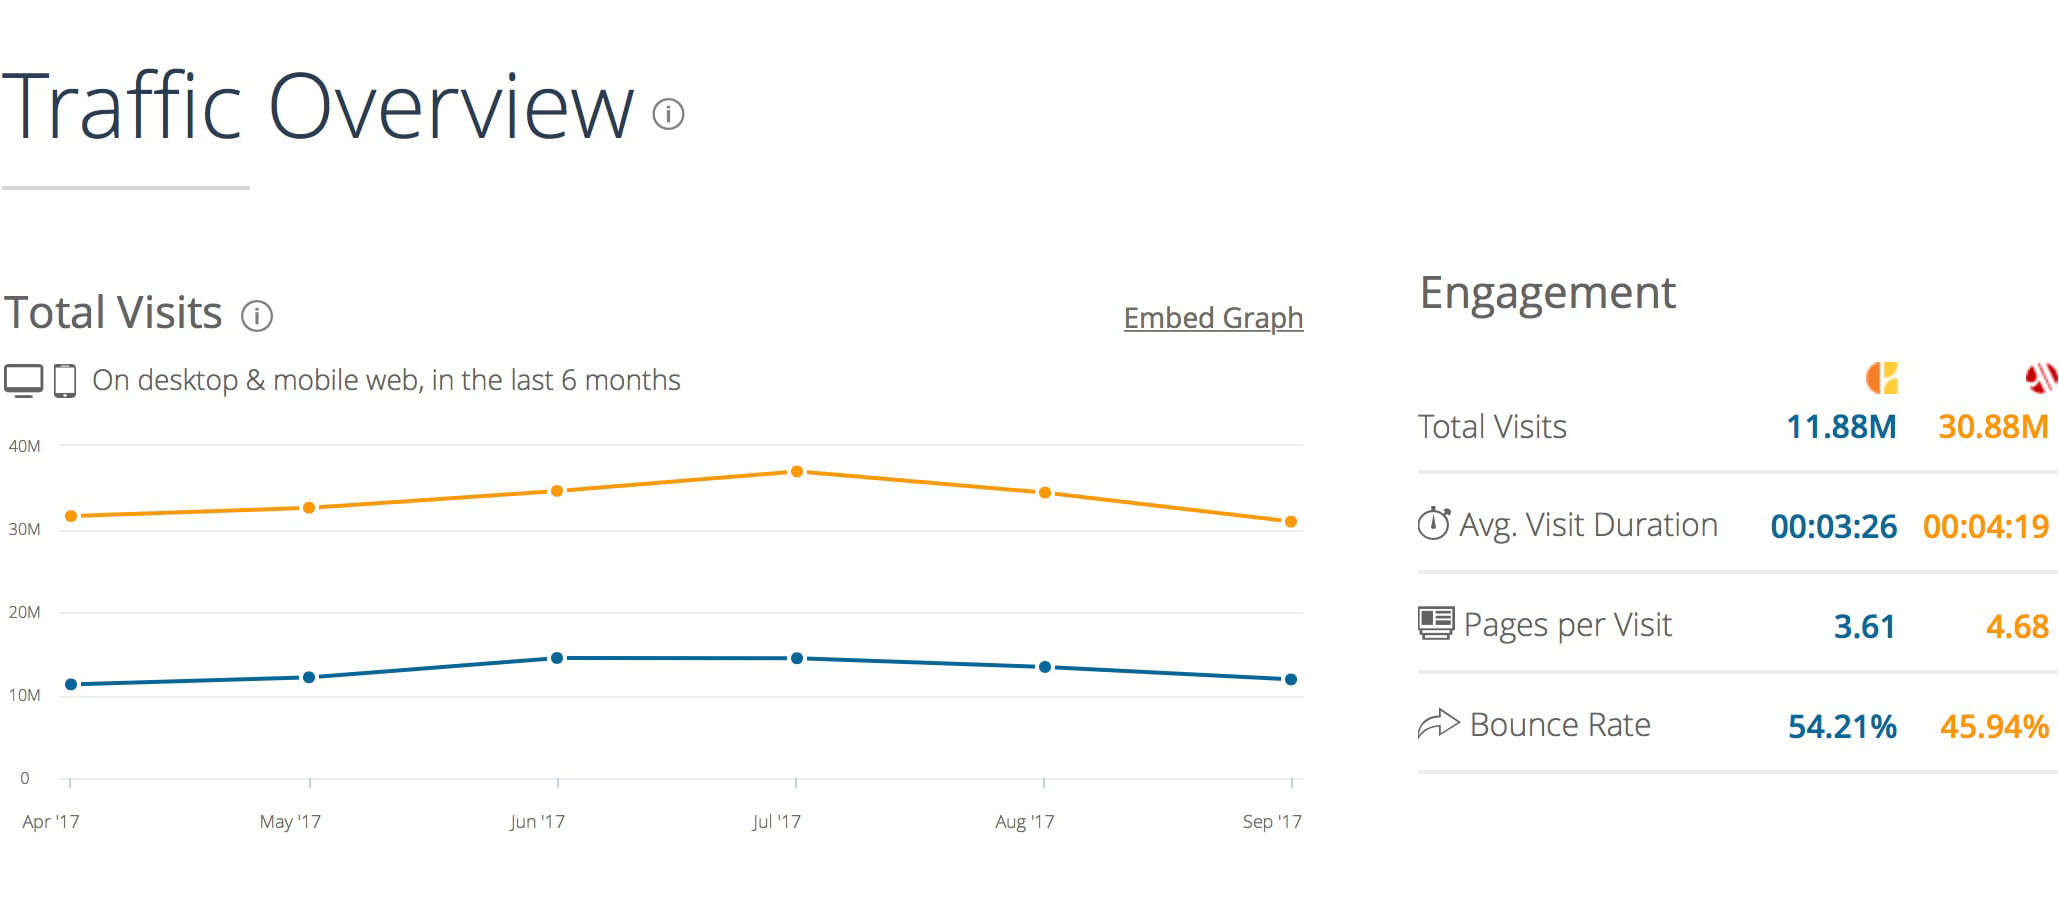 Traffic Overview
Total Visits
Embed Graph
On desktop & mobile web, in the last 6 months
40M
30M
20M
10M
0
Apr '17 May '17 Jun '17 Jul '17 Aug '17 Sep '17
Engagement
Total Visits 11.88M 30.88M
Avg. Visit Duration 00:03:26 00:04:19
Pages per Visit 3.61 4.68
Bounce Rate 54.21% 45.94%